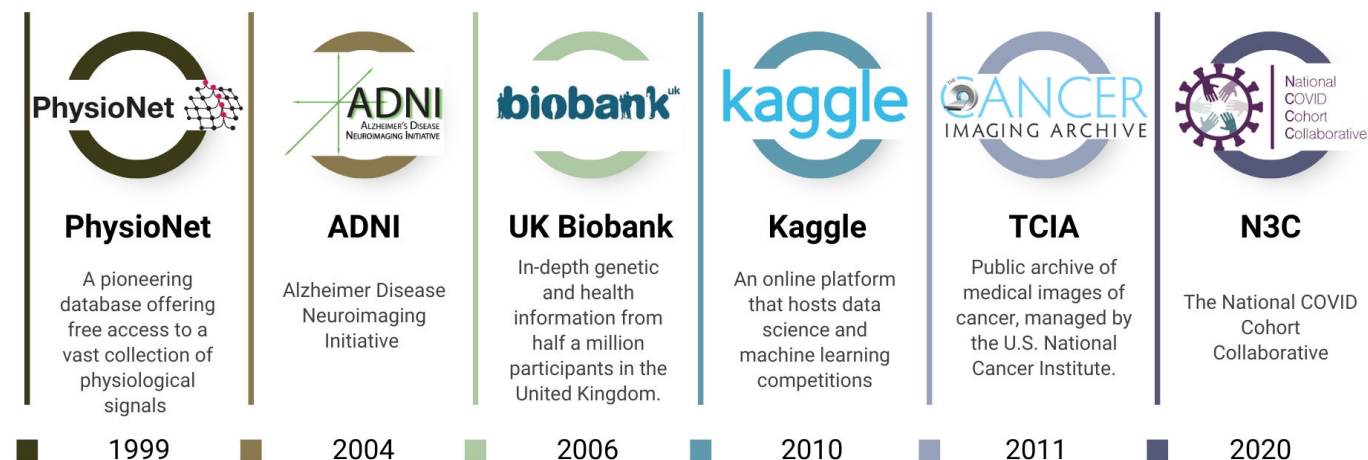 PhysioNet
ADNI
ALZHEIMER'S DISEASE
NEUROIMAGING INITIATIVE
biobank uk
kaggle
THE
CANCER
IMAGING ARCHIVE
National
COVID
Cohort
Collaborative
PhysioNet
A pioneering
database offering
free access to a
vast collection of
physiological
signals
1999
ADNI
Alzheimer Disease
Neuroimaging
Initiative
2004
UK Biobank
In-depth genetic
and health
information from
half a million
participants in the
United Kingdom.
2006
Kaggle
An online platform
that hosts data
science and
machine learning
competitions
2010
TCIA
Public archive of
medical images of
cancer, managed by
the U.S. National
Cancer Institute.
2011
N3C
The National COVID
Cohort
Collaborative
2020